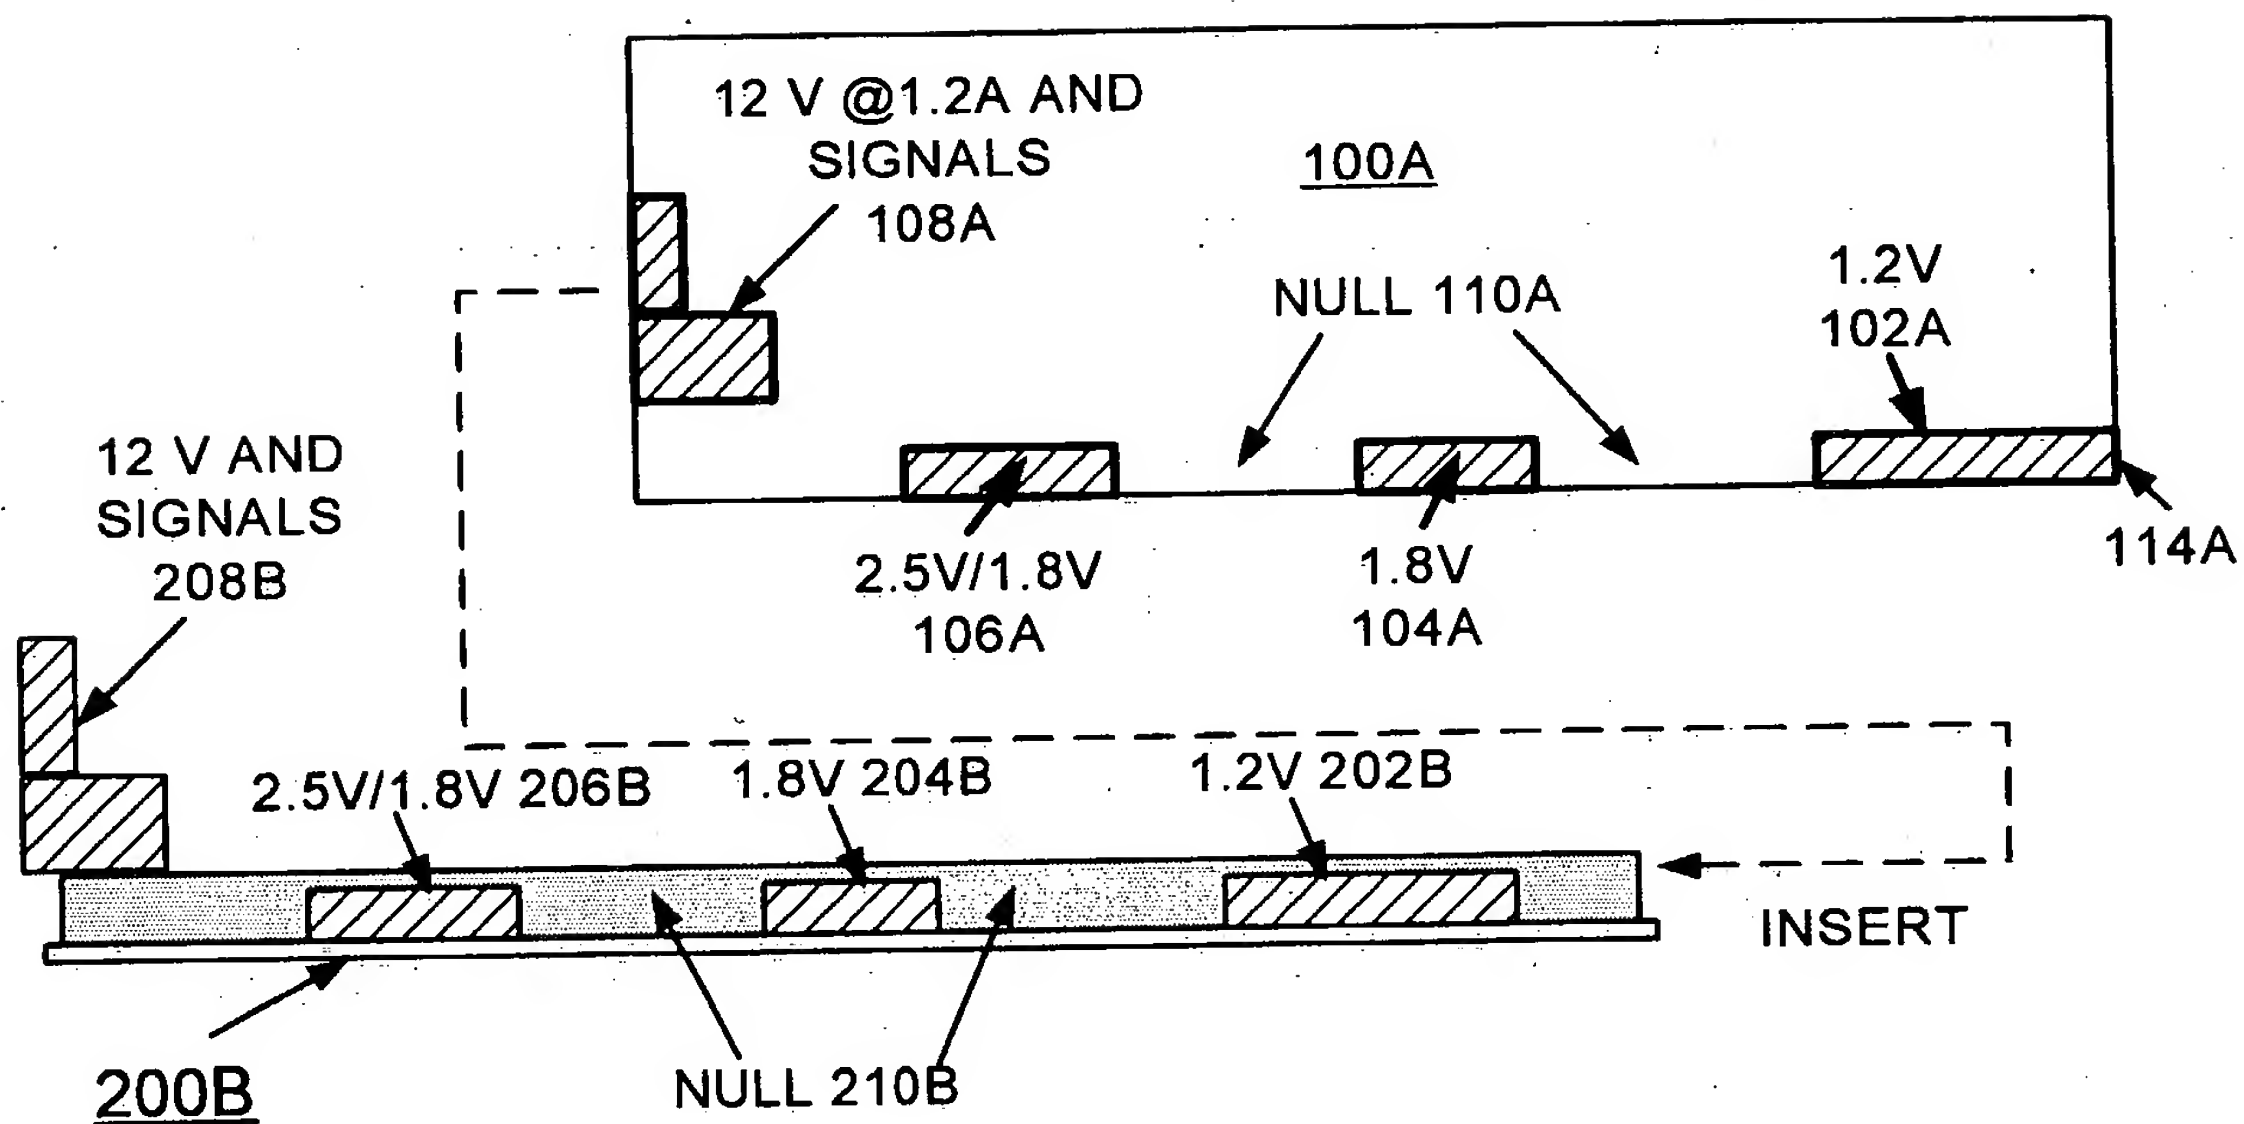 12 V @1.2A AND
SIGNALS
108A
100A
1.2V
102A
NULL 110A
12 V AND
SIGNALS
208B
2.5V/1.8V
106A
1.8V
104A
114A
2.5V/1.8V 206B
1.8V 204B
1.2V 202B
INSERT
200B
NULL 210B